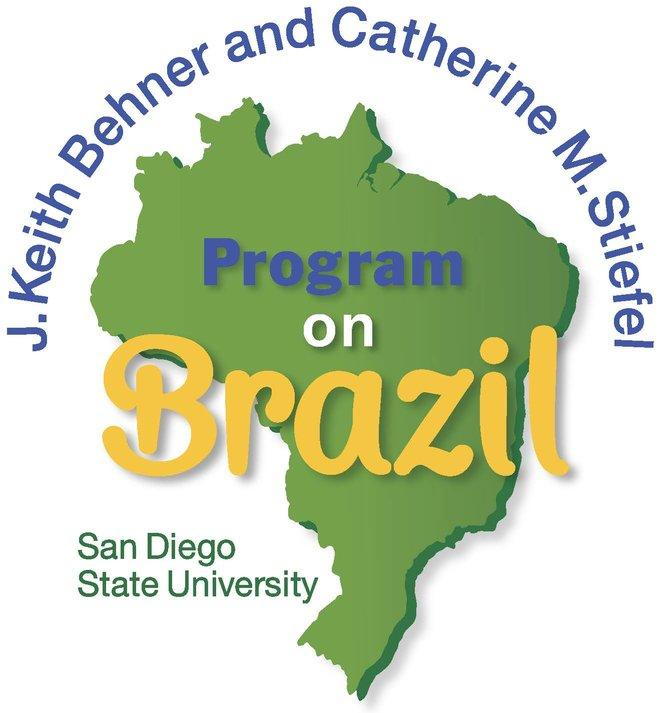 J. Keith Behner and Catherine M. Stiefel
Program
on
Brazil
San Diego
State University